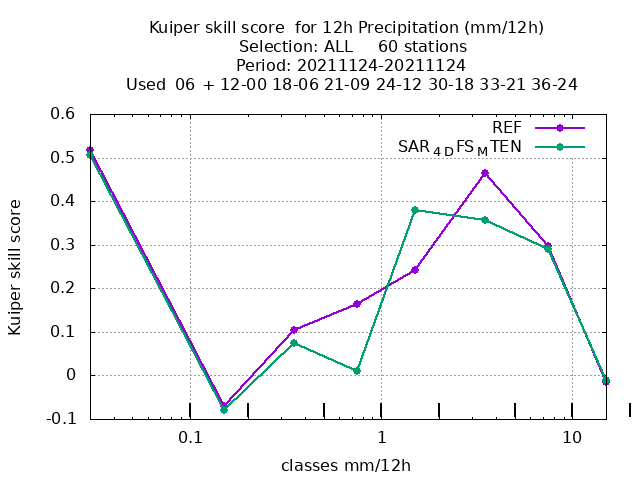 Kuiper skill score  for 12h Precipitation (mm/12h)
Selection: ALL     60 stations
Period: 20211124-20211124
Used  06 + 12-00 18-06 21-09 24-12 30-18 33-21 36-24
REF
SAR4DFSMTEN
0.6
0.5
0.4
0.3
0.2
0.1
0
-0.1
Kuiper skill score
0.1 1 10
classes mm/12h